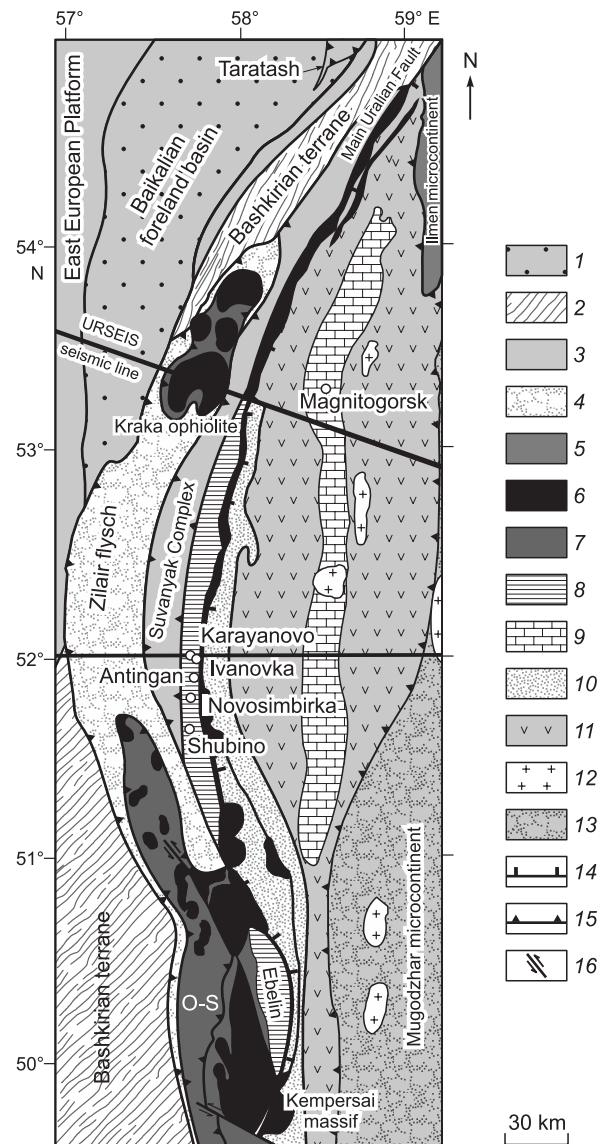 57°
58°
59° E
N
Taratash
Main Uralian Fault
East European Platform
Baikalian
foreland basin
Bashkirian terrane
Ilmen microcontinent
54°
N
URSEIS
seismic line
Magnitogorsk
Kraka ophiolite
53°
Zilair flysch
Suvanyak Complex
Karayanovo
52°
Ivanovka
Antingan
Novosimbirka
Shubino
51°
Bashkirian terrane
Mugodzhar microcontinent
Ebelin
O-S
50°
Kempersai
massif
1
2
3
4
5
6
7
8
9
10
11
12
13
14
15
16
30 km